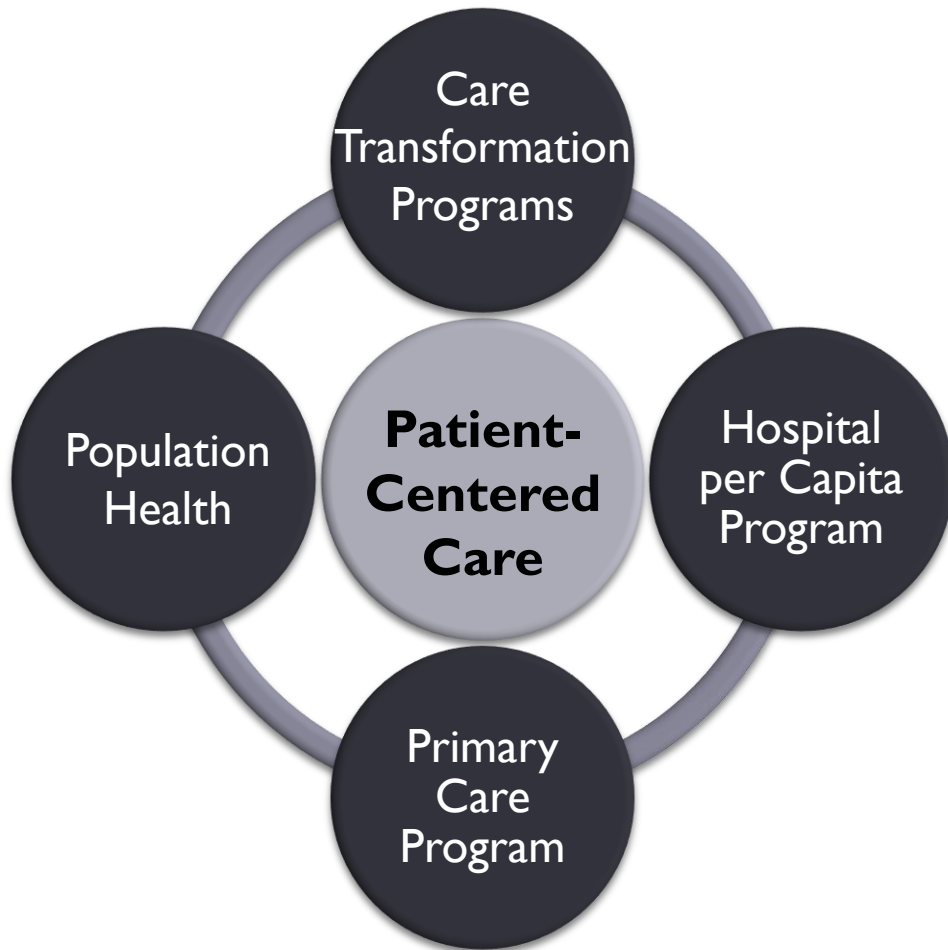 Care
Transformation
Programs
Population
Health
Patient-
Centered
Care
Hospital
per Capita
Program
Primary
Care
Program